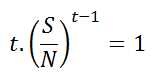 t.(S/N)^{t−1} = 1